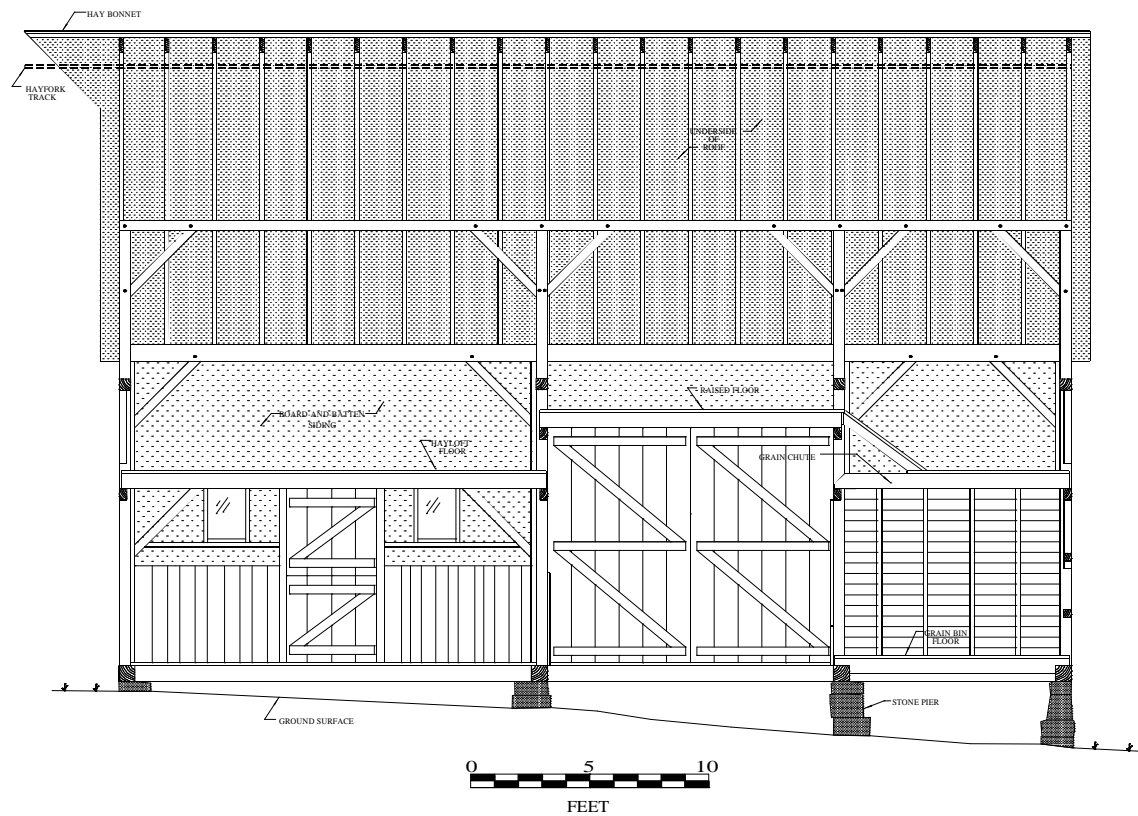 HAY BONNET
HAYFORK
TRACK
UNDERSIDE
OF
ROOF
RAISED FLOOR
BOARD-AND-BATTEN
SIDING
HAYLOFT
FLOOR
GRAIN CHUTE
GRAIN BIN
FLOOR
STONE PIER
GROUND SURFACE
0 5 10
FEET